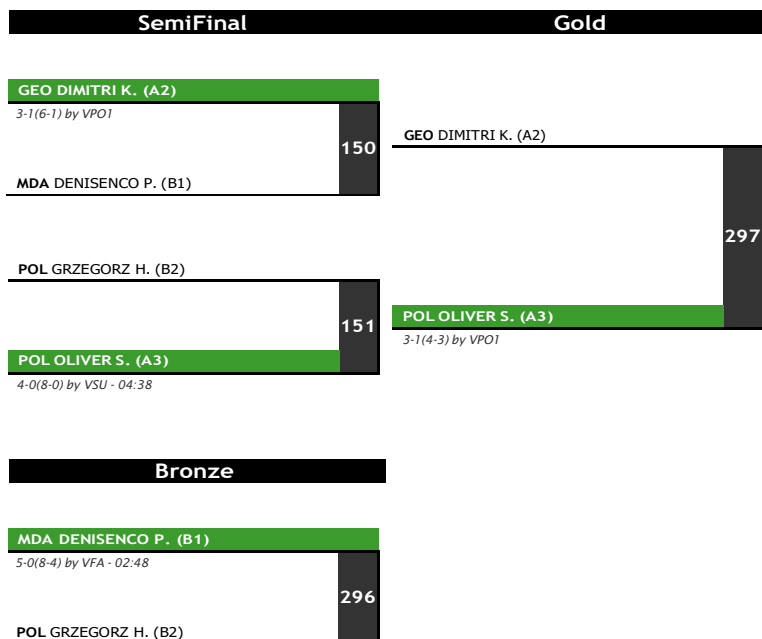 SemiFinal
Gold
GEO DIMITRI K. (A2)
3-1(6-1) by VPO1
150
MDA DENISENCO P. (B1)
GEO DIMITRI K. (A2)
297
POL GRZEGORZ H. (B2)
151
POL OLIVER S. (A3)
4-0(8-0) by VSU - 04:38
POL OLIVER S. (A3)
3-1(4-3) by VPO1
Bronze
MDA DENISENCO P. (B1)
5-0(8-4) by VFA - 02:48
296
POL GRZEGORZ H. (B2)